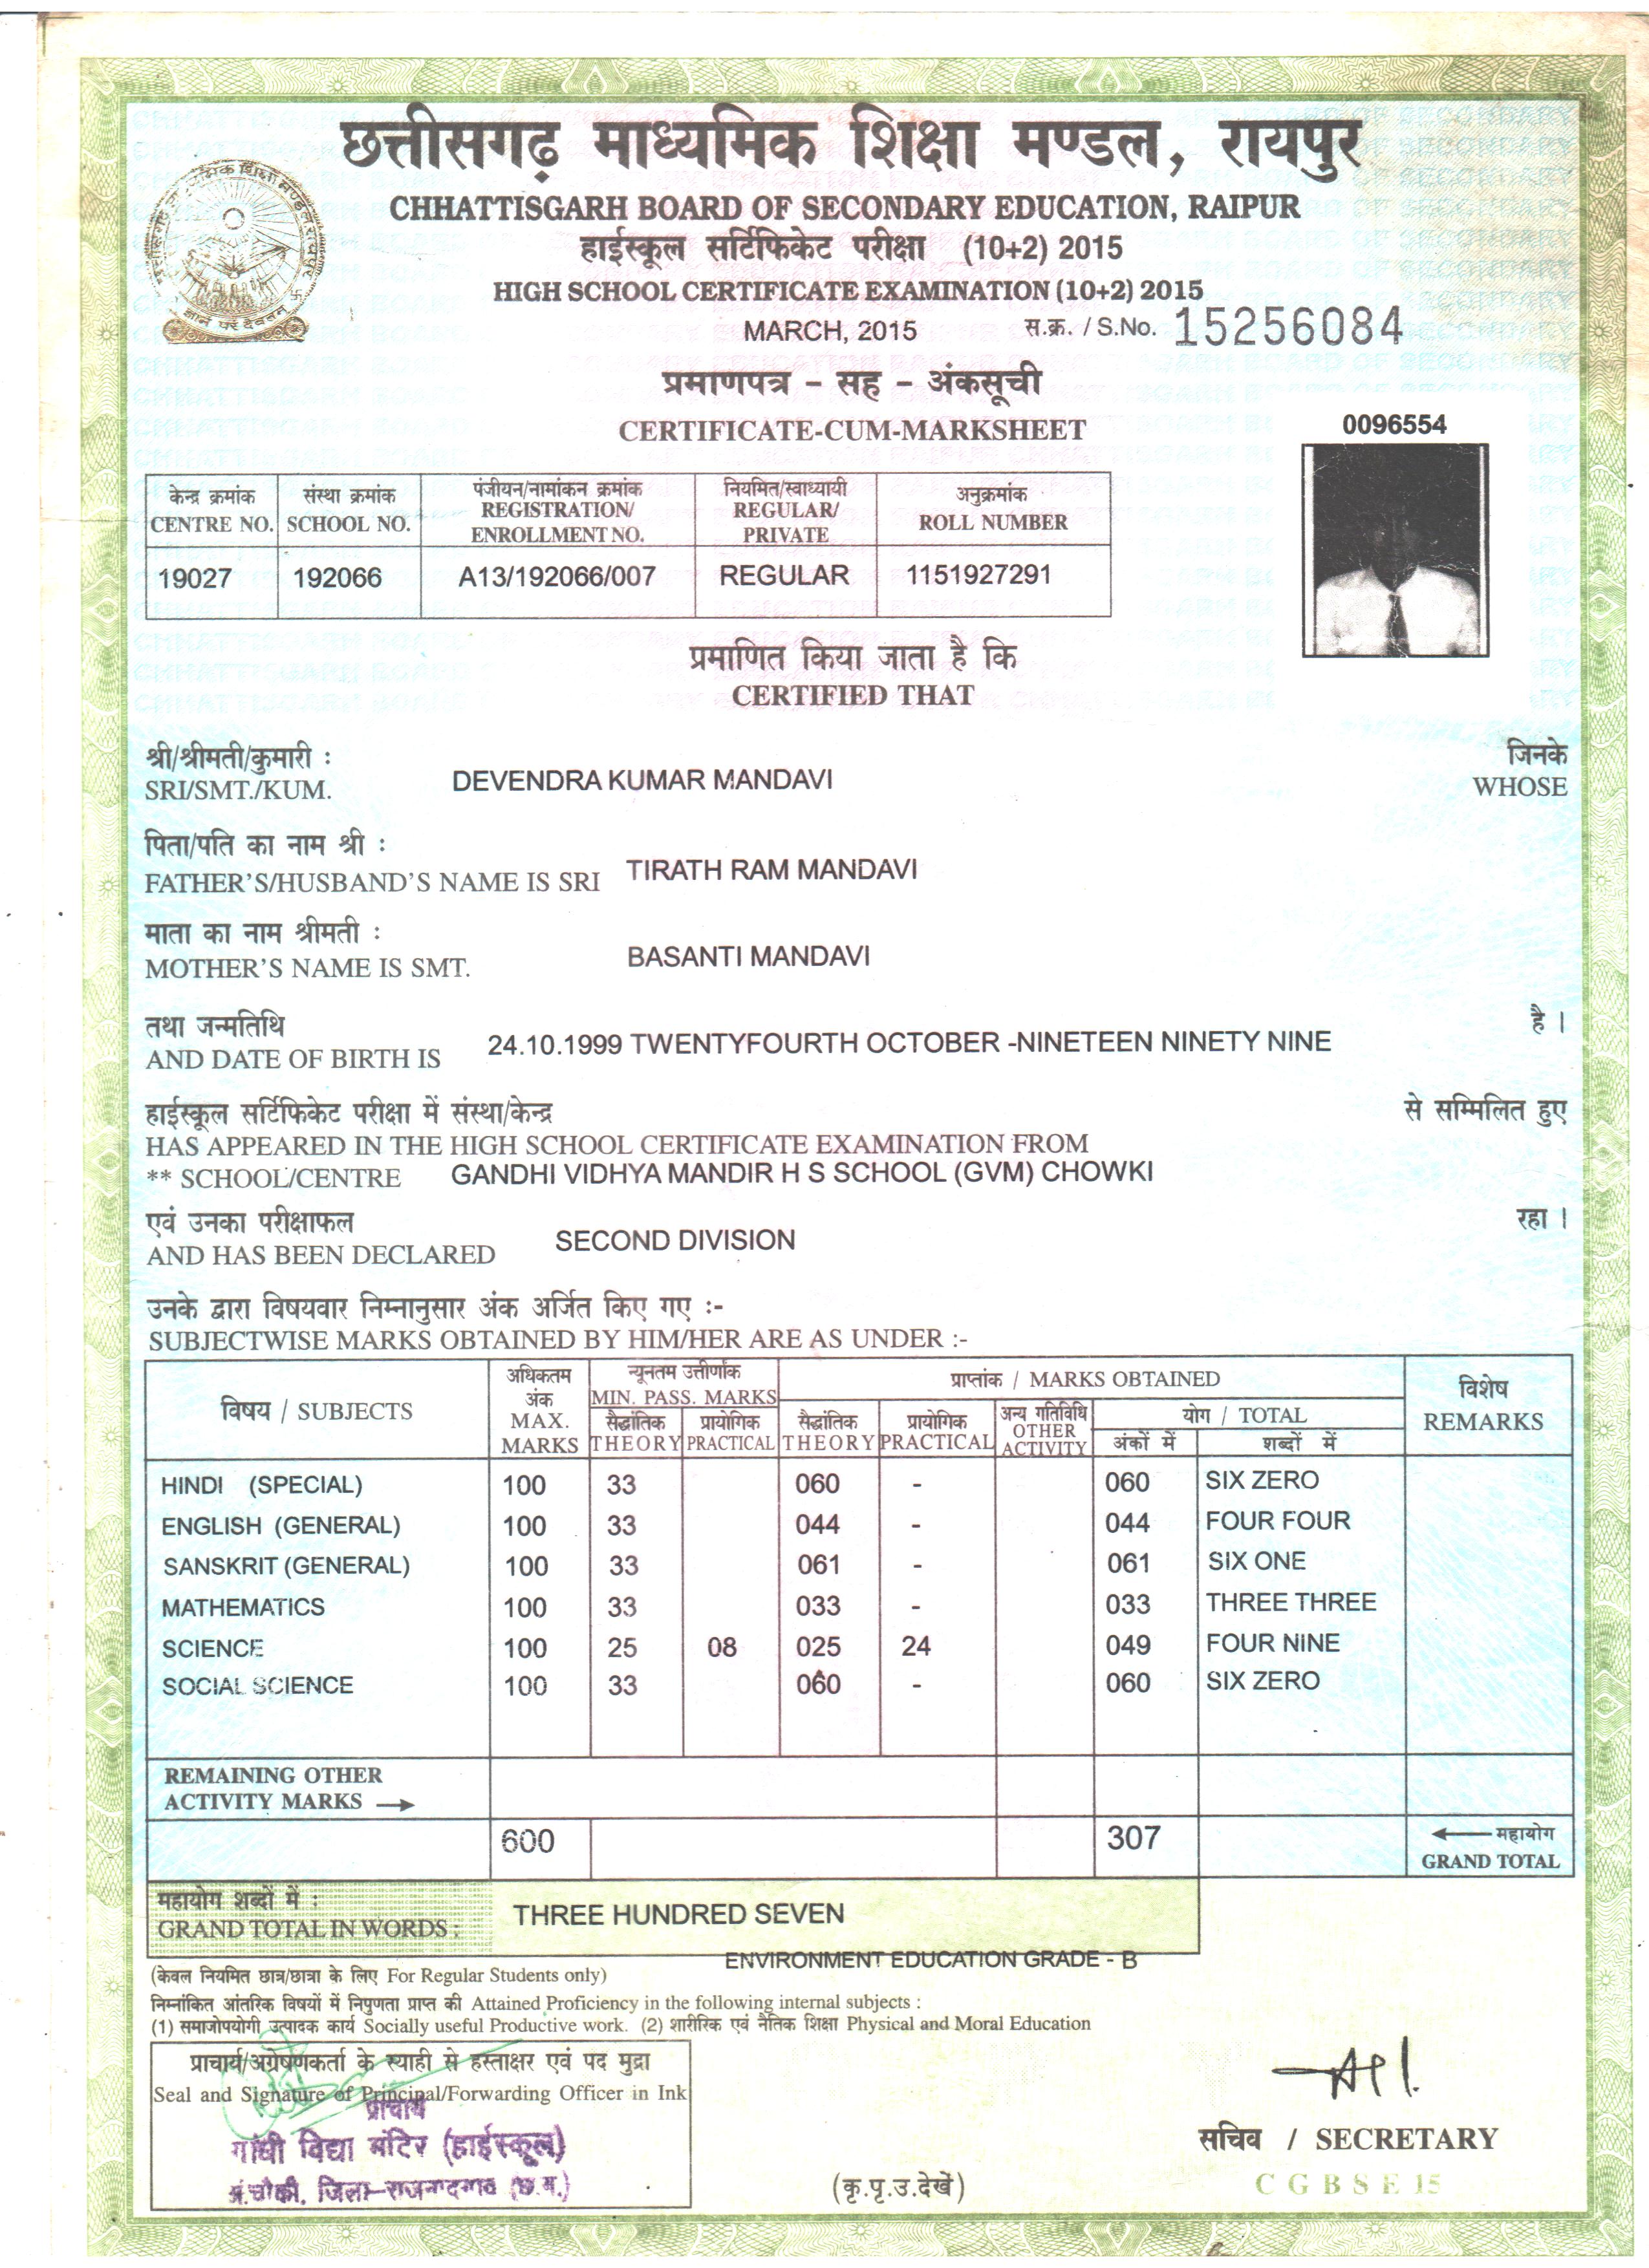 छत्तीसगढ़ माध्यमिक शिक्षा मण्डल, रायपुर
CHHATTISGARH BOARD OF SECONDARY EDUCATION, RAIPUR
हाईस्कूल सर्टिफिकेट परीक्षा (10+2) 2015
HIGH SCHOOL CERTIFICATE EXAMINATION (10+2) 2015
MARCH, 2015 स.क्र. / S.No. 15256084
प्रमाणपत्र – सह – अंकसूची
CERTIFICATE-CUM-MARKSHEET
0096554
केन्द्र क्रमांक संस्था क्रमांक पंजीयन/नामांकन क्रमांक नियमित/स्वाध्यायी अनुक्रमांक
CENTRE NO. SCHOOL NO. REGISTRATION/ REGULAR/ ROLL NUMBER
ENROLLMENT NO. PRIVATE
19027 192066 A13/192066/007 REGULAR 1151927291
प्रमाणित किया जाता है कि
CERTIFIED THAT
श्री/श्रीमती/कुमारी : जिनके
SRI/SMT./KUM. DEVENDRA KUMAR MANDAVI WHOSE
पिता/पति का नाम श्री :
FATHER'S/HUSBAND'S NAME IS SRI TIRATH RAM MANDAVI
माता का नाम श्रीमती :
MOTHER'S NAME IS SMT. BASANTI MANDAVI
तथा जन्मतिथि है ।
AND DATE OF BIRTH IS 24.10.1999 TWENTYFOURTH OCTOBER -NINETEEN NINETY NINE
हाईस्कूल सर्टिफिकेट परीक्षा में संस्था/केन्द्र से सम्मिलित हुए
HAS APPEARED IN THE HIGH SCHOOL CERTIFICATE EXAMINATION FROM
** SCHOOL/CENTRE GANDHI VIDHYA MANDIR H S SCHOOL (GVM) CHOWKI
एवं उनका परीक्षाफल रहा ।
AND HAS BEEN DECLARED SECOND DIVISION
उनके द्वारा विषयवार निम्नानुसार अंक अर्जित किए गए :-
SUBJECTWISE MARKS OBTAINED BY HIM/HER ARE AS UNDER :-
विषय / SUBJECTS अधिकतम अंक MAX. MARKS न्यूनतम उत्तीर्णांक MIN. PASS. MARKS प्राप्तांक / MARKS OBTAINED विशेष REMARKS
सैद्धांतिक THEORY प्रायोगिक PRACTICAL सैद्धांतिक THEORY प्रायोगिक PRACTICAL अन्य गतिविधि OTHER ACTIVITY योग / TOTAL
अंकों में शब्दों में
HINDI (SPECIAL) 100 33 060 - 060 SIX ZERO
ENGLISH (GENERAL) 100 33 044 - 044 FOUR FOUR
SANSKRIT (GENERAL) 100 33 061 - 061 SIX ONE
MATHEMATICS 100 33 033 - 033 THREE THREE
SCIENCE 100 25 08 025 24 049 FOUR NINE
SOCIAL SCIENCE 100 33 060 - 060 SIX ZERO
REMAINING OTHER
ACTIVITY MARKS →
600 307 ← महायोग
GRAND TOTAL
महायोग शब्दों में :
GRAND TOTAL IN WORDS : THREE HUNDRED SEVEN
ENVIRONMENT EDUCATION GRADE - B
(केवल नियमित छात्र/छात्रा के लिए For Regular Students only)
निम्नांकित आंतरिक विषयों में निपुणता प्राप्त की Attained Proficiency in the following internal subjects :
(1) समाजोपयोगी उत्पादक कार्य Socially useful Productive work. (2) शारीरिक एवं नैतिक शिक्षा Physical and Moral Education
प्राचार्य/अग्रेषणकर्ता के स्याही से हस्ताक्षर एवं पद मुद्रा
Seal and Signature of Principal/Forwarding Officer in Ink
प्राचार्य
गांधी विद्या मंदिर (हाईस्कूल)
अं.चौकी, जिला-राजनांदगांव (छ.ग.)
सचिव / SECRETARY
(कृ.पृ.उ.देखें)
C G B S E 15